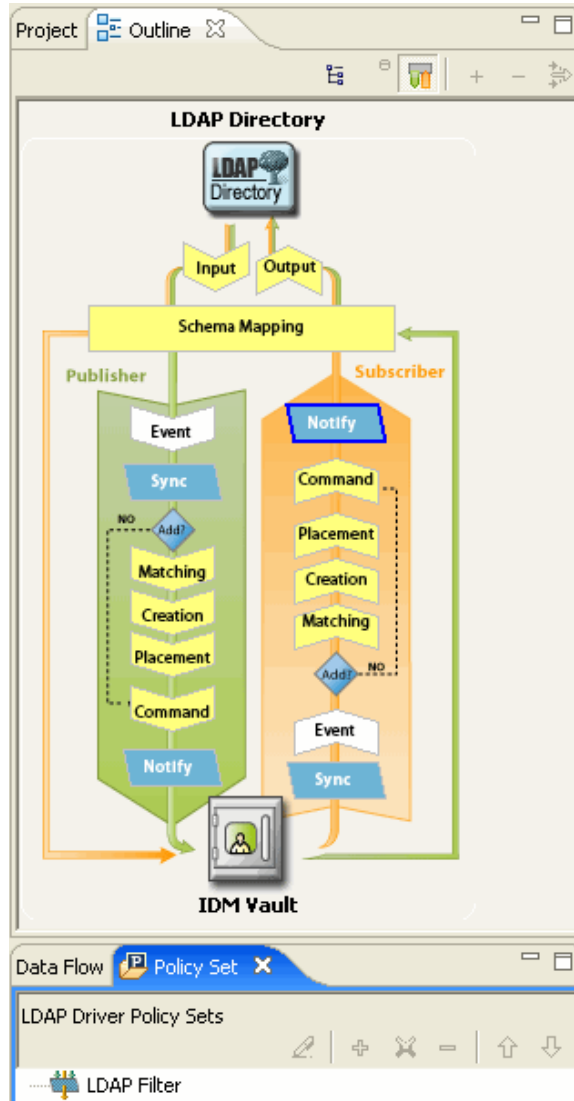 Project
Outline
LDAP Directory
LDAP
Directory
Input
Output
Schema Mapping
Publisher
Subscriber
Event
Sync
NO
Add?
Matching
Creation
Placement
Command
Notify
Notify
Command
Placement
Creation
Matching
Add?
NO
Event
Sync
IDM Vault
Data Flow
P
Policy Set
LDAP Driver Policy Sets
LDAP Filter